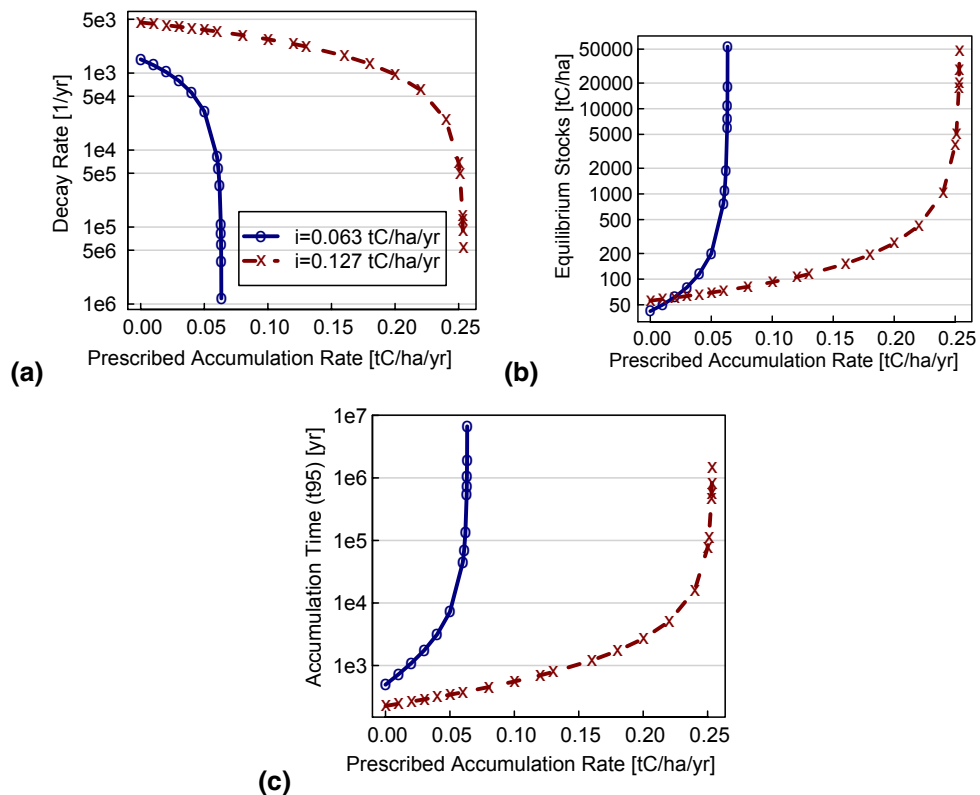 5e3
1e3
5e4
1e4
5e5
1e5
5e6
1e6
Decay Rate [1/yr]
i=0.063 tC/ha/yr
i=0.127 tC/ha/yr
0.00 0.05 0.10 0.15 0.20 0.25
Prescribed Accumulation Rate [tC/ha/yr]
(a)
50000
20000
10000
5000
2000
1000
500
200
100
50
Equilibrium Stocks [tC/ha]
0.00 0.05 0.10 0.15 0.20 0.25
Prescribed Accumulation Rate [tC/ha/yr]
(b)
1e7
1e6
1e5
1e4
1e3
Accumulation Time (t95) [yr]
0.00 0.05 0.10 0.15 0.20 0.25
Prescribed Accumulation Rate [tC/ha/yr]
(c)